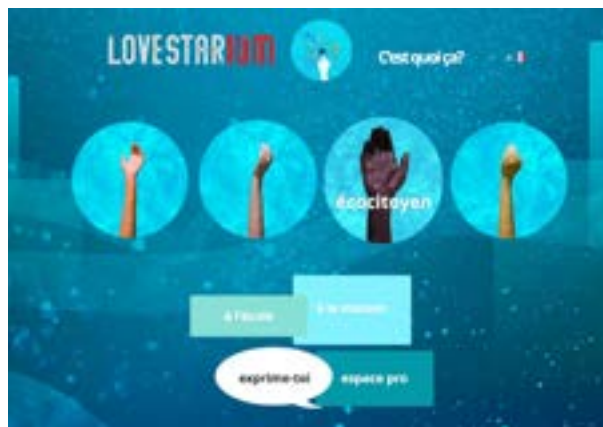 LOVESTARIUM
C'est quoi ça?
écocitoyen
à l'école
à la maison
exprime-toi
espace pro